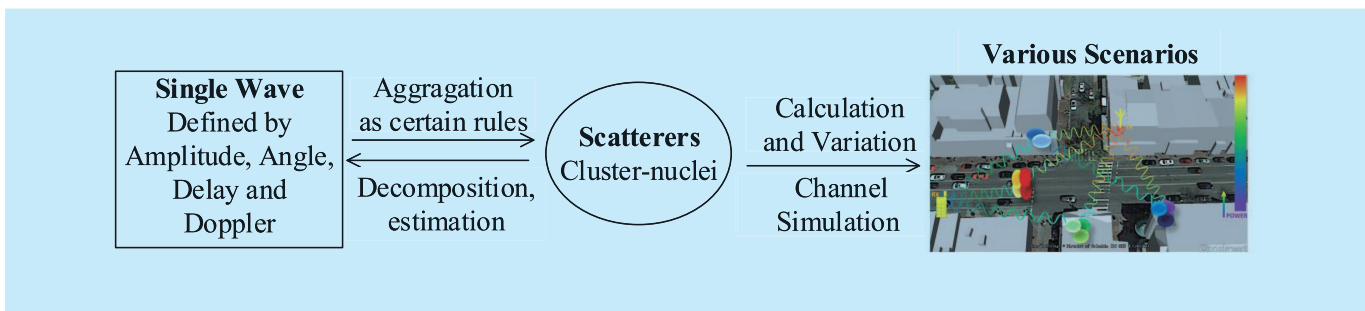 Single Wave
Defined by
Amplitude, Angle,
Delay and
Doppler
Aggragation
as certain rules
Decomposition,
estimation
Scatterers
Cluster-nuclei
Calculation
and Variation
Channel
Simulation
Various Scenarios
POWER